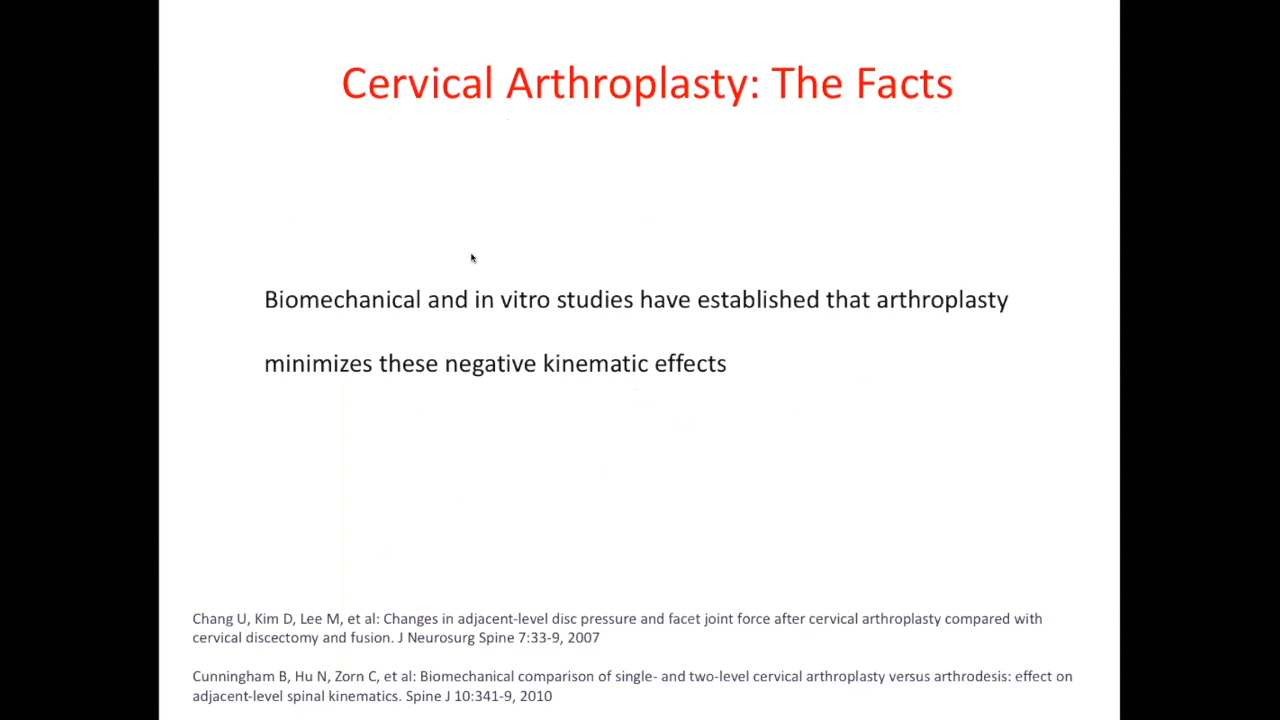 Cervical Arthroplasty: The Facts
Biomechanical and in vitro studies have established that arthroplasty
minimizes these negative kinematic effects
Chang U, Kim D, Lee M, et al: Changes in adjacent-level disc pressure and facet joint force after cervical arthroplasty compared with
cervical discectomy and fusion. J Neurosurg Spine 7:33-9, 2007
Cunningham B, Hu N, Zorn C, et al: Biomechanical comparison of single- and two-level cervical arthroplasty versus arthrodesis: effect on
adjacent-level spinal kinematics. Spine J 10:341-9, 2010